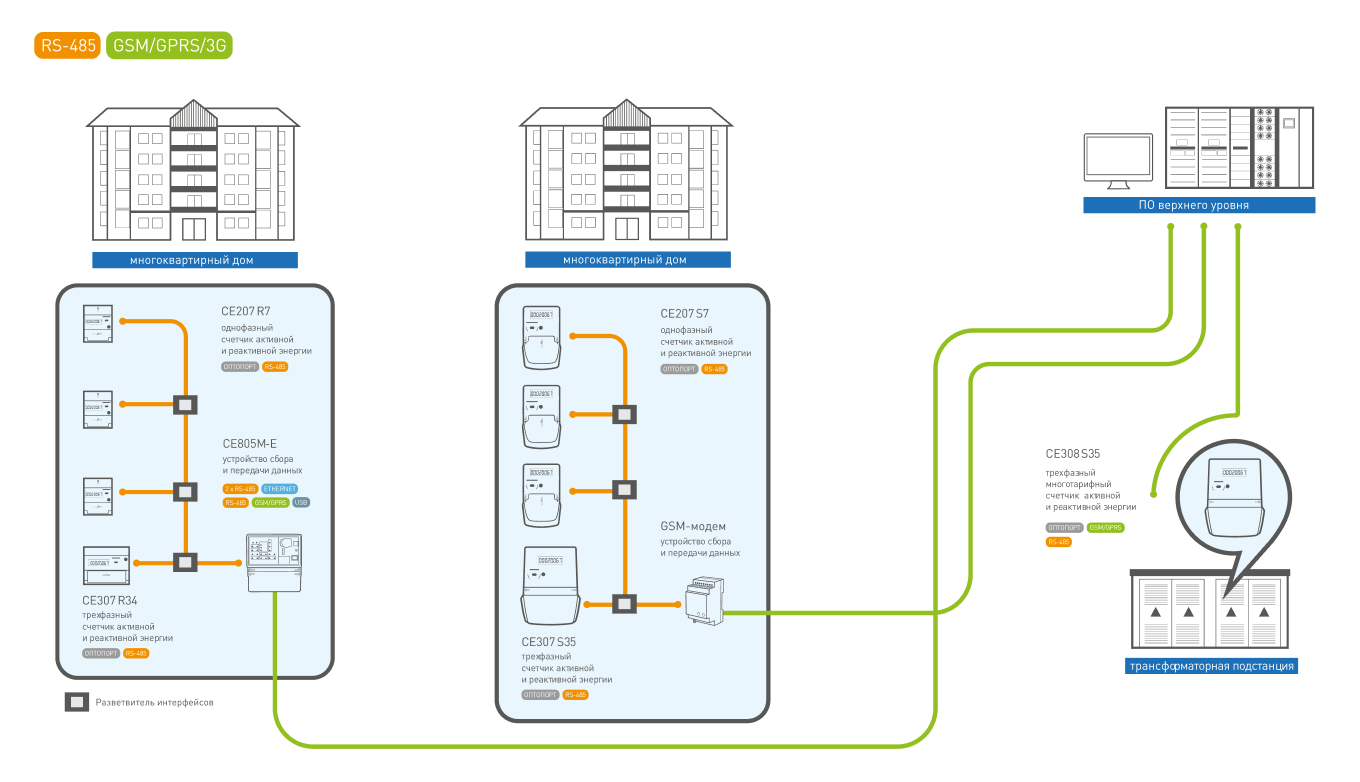 RS-485 GSM/GPRS/3G
ПО верхнего уровня
многоквартирный дом
многоквартирный дом
CE207 R7
однофазный
счетчик активной
и реактивной энергии
ОПТОПОРТ RS-485
CE805M-E
устройство сбора
и передачи данных
2 x RS-485 ETHERNET
RS-485 GSM/GPRS USB
CE307 R34
трехфазный
счетчик активной
и реактивной энергии
ОПТОПОРТ RS-485
Разветвитель интерфейсов
CE207 S7
однофазный
счетчик активной
и реактивной энергии
ОПТОПОРТ RS-485
GSM-модем
устройство сбора
и передачи данных
CE307 S35
трехфазный
счетчик активной
и реактивной энергии
ОПТОПОРТ RS-485
CE308 S35
трехфазный
многотарифный
счетчик активной
и реактивной энергии
ОПТОПОРТ GSM/GPRS
RS-485
трансформаторная подстанция